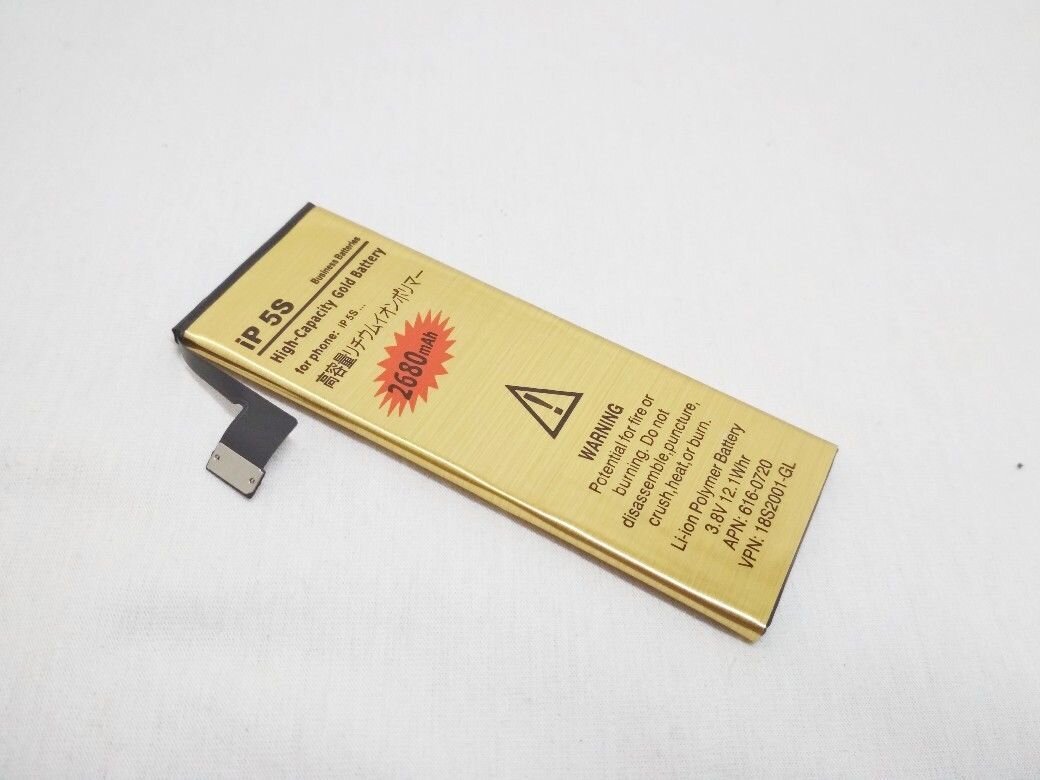 iP 5S
Business Batteries
High-Capacity Gold Battery
for phone: iP 5S ...
高容量リチウムイオンポリマー
2680mAh
WARNING
Potential for fire or
burning. Do not
disassemble,puncture,
crush,heat,or burn.
Li-ion Polymer Battery
3.8V 12.1Whr
APN: 616-0720
VPN: 18S2001-GL